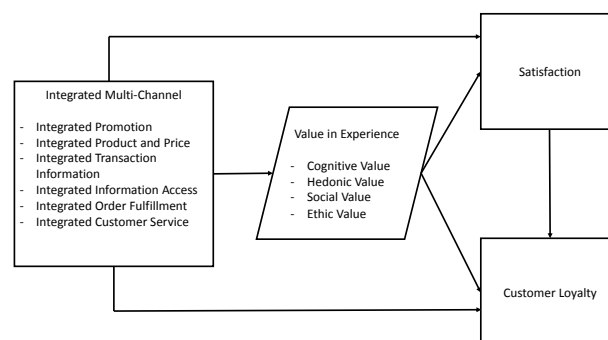 Integrated Multi-Channel
- Integrated Promotion
- Integrated Product and Price
- Integrated Transaction
Information
- Integrated Information Access
- Integrated Order Fulfillment
- Integrated Customer Service
Value in Experience
- Cognitive Value
- Hedonic Value
- Social Value
- Ethic Value
Satisfaction
Customer Loyalty